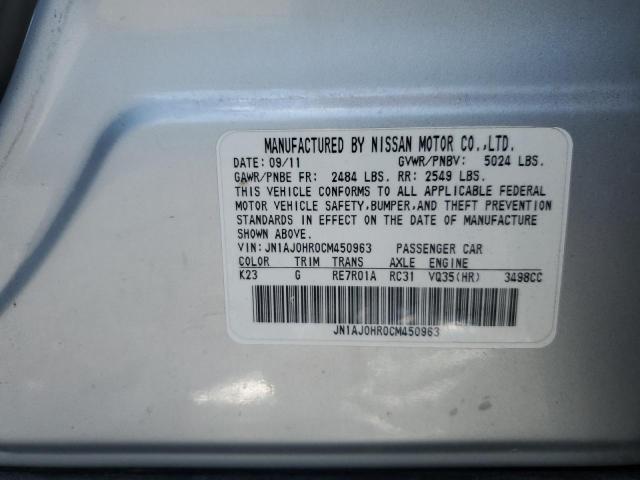 MANUFACTURED BY NISSAN MOTOR CO.,LTD.
DATE: 09/11 GVWR/PNBV: 5024 LBS.
GAWR/PNBE FR: 2484 LBS. RR: 2549 LBS.
THIS VEHICLE CONFORMS TO ALL APPLICABLE FEDERAL
MOTOR VEHICLE SAFETY,BUMPER,AND THEFT PREVENTION
STANDARDS IN EFFECT ON THE DATE OF MANUFACTURE
SHOWN ABOVE.
VIN: JN1AJ0HR0CM450963 PASSENGER CAR
COLOR TRIM TRANS AXLE ENGINE
K23 G RE7R01A RC31 VQ35(HR) 3498CC
JN1AJ0HR0CM450963